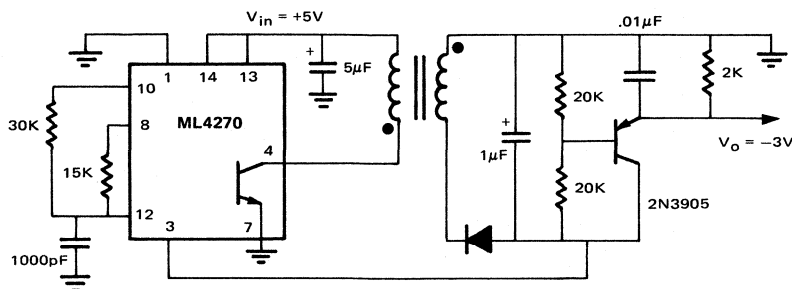 V_in = +5V
.01μF
1
14
13
+
5μF
10
20K
2K
30K
8
ML4270
+
1μF
V_o = −3V
4
15K
20K
2N3905
12
3
7
1000pF